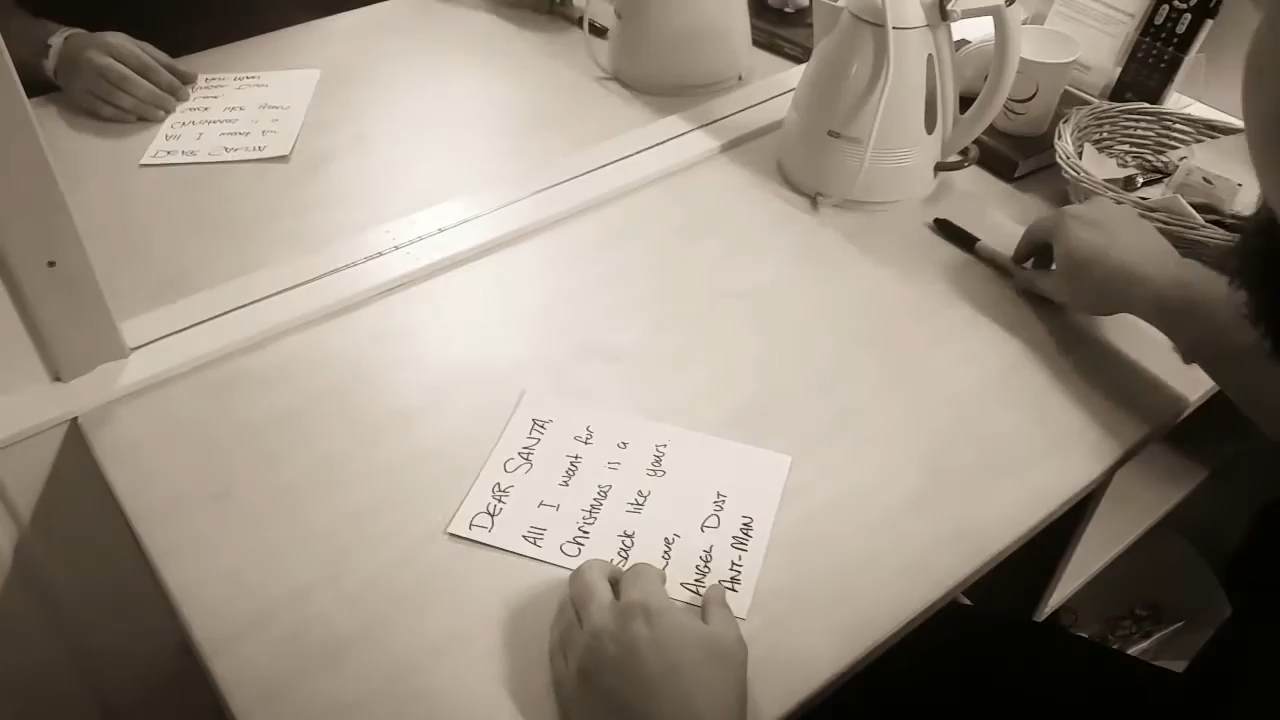 DEAR SANTA,
All I want for
Christmas is a
sack like yours.
Love,
ANGEL DUST
ANT-MAN